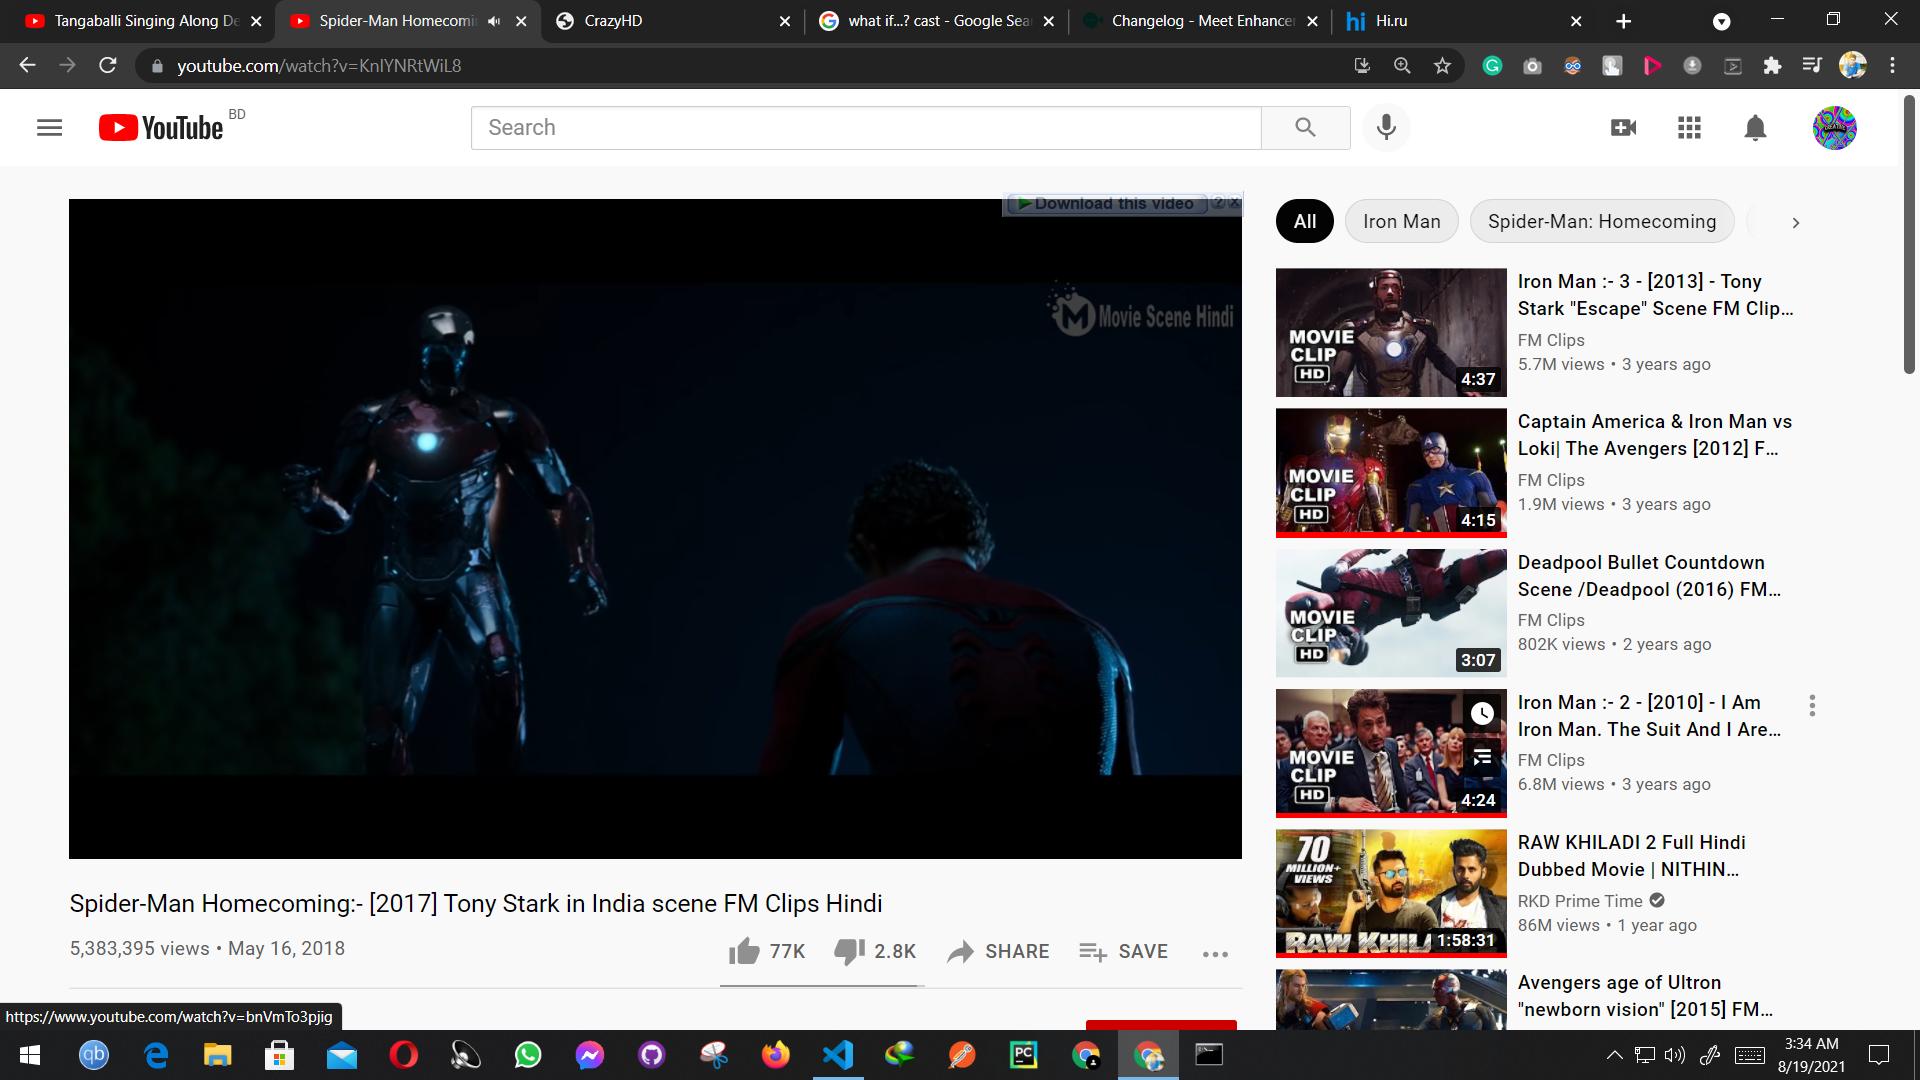 Tangaballi Singing Along De
Spider-Man Homecomin
CrazyHD
what if...? cast - Google Sear
Changelog - Meet Enhancer
Hi.ru
youtube.com/watch?v=KnIYNRtWiL8
YouTube BD
Search
Download this video
Movie Scene Hindi
All
Iron Man
Spider-Man: Homecoming
MOVIE
CLIP
HD
4:37
Iron Man :- 3 - [2013] - Tony
Stark "Escape" Scene FM Clip...
FM Clips
5.7M views • 3 years ago
MOVIE
CLIP
HD
4:15
Captain America & Iron Man vs
Loki| The Avengers [2012] F...
FM Clips
1.9M views • 3 years ago
MOVIE
CLIP
HD
3:07
Deadpool Bullet Countdown
Scene /Deadpool (2016) FM...
FM Clips
802K views • 2 years ago
MOVIE
CLIP
HD
4:24
Iron Man :- 2 - [2010] - I Am
Iron Man. The Suit And I Are...
FM Clips
6.8M views • 3 years ago
70
MILLION+
VIEWS
RAW KHILA
1:58:31
RAW KHILADI 2 Full Hindi
Dubbed Movie | NITHIN...
RKD Prime Time
86M views • 1 year ago
Avengers age of Ultron
"newborn vision" [2015] FM...
Spider-Man Homecoming:- [2017] Tony Stark in India scene FM Clips Hindi
5,383,395 views • May 16, 2018
77K
2.8K
SHARE
SAVE
https://www.youtube.com/watch?v=bnVmTo3pjig
qb
PC
3:34 AM
8/19/2021